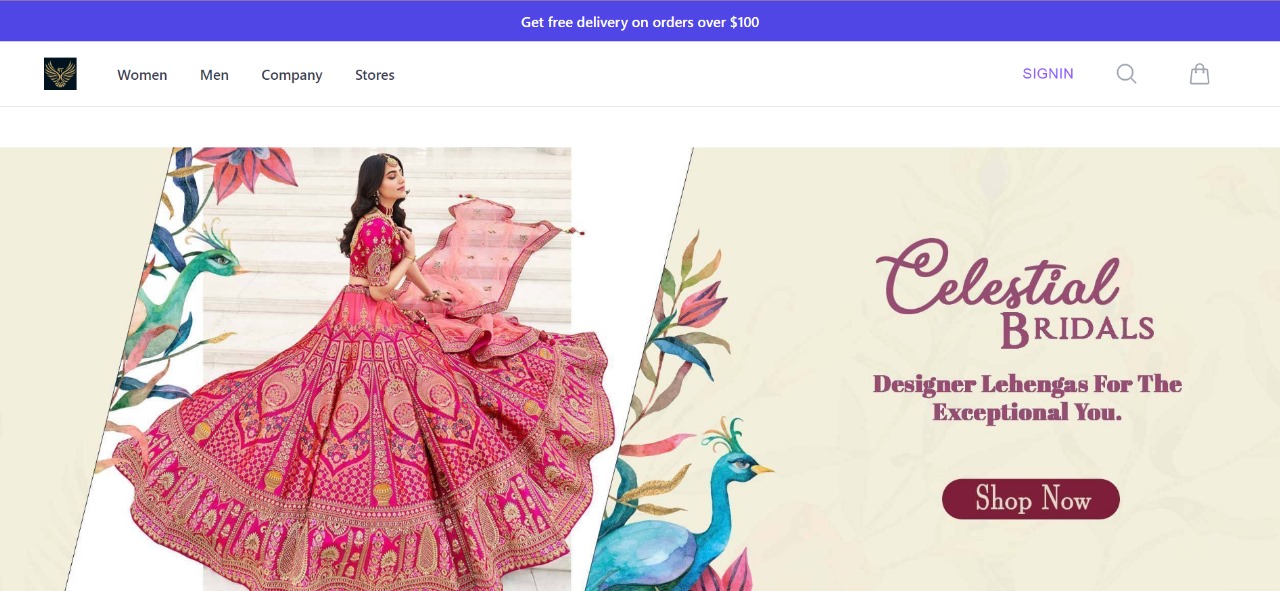 Get free delivery on orders over $100
Women
Men
Company
Stores
SIGNIN
Celestial
BRIDALS
Designer Lehengas For The
Exceptional You.
Shop Now